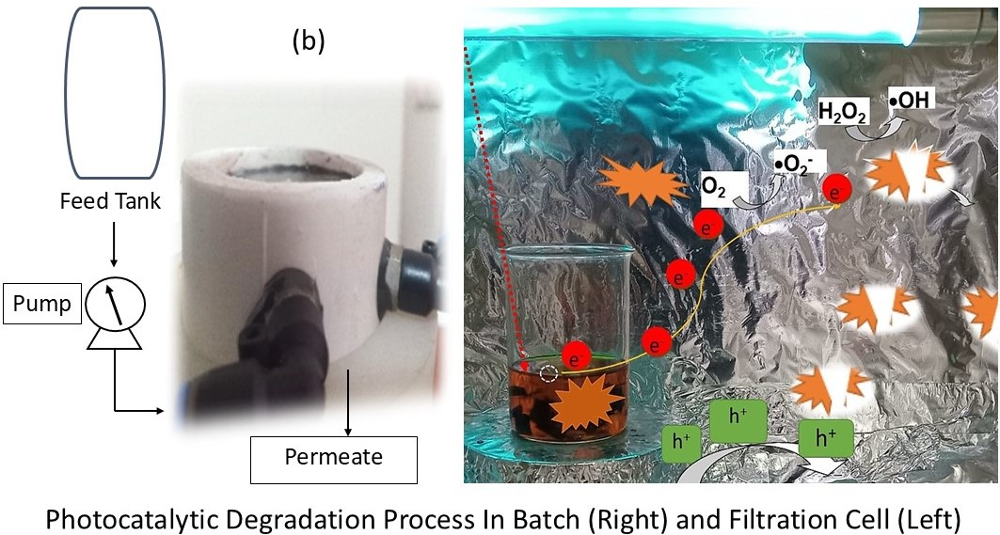 (b)
Feed Tank
Pump
Permeate
H₂O₂
•OH
•O₂⁻
O₂
e⁻
e⁻
e⁻
e⁻
e⁻
h⁺
h⁺
h⁺
Photocatalytic Degradation Process In Batch (Right) and Filtration Cell (Left)